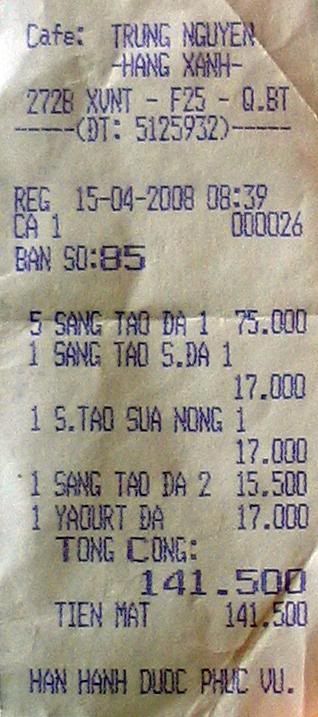 Cafe: TRUNG NGUYEN
-HANG XANH-
272B XVNT - F25 - Q.BT
-----(DT: 5125932)-----
REG 15-04-2008 08:39
CA 1 000026
BAN SO:85
5 SANG TAO DA 1 75.000
1 SANG TAO S.DA 1
17.000
1 S.TAO SUA NONG 1
17.000
1 SANG TAO DA 2 15.500
1 YAOURT DA 17.000
TONG CONG:
141.500
TIEN MAT 141.500
HAN HANH DUOC PHUC VU.